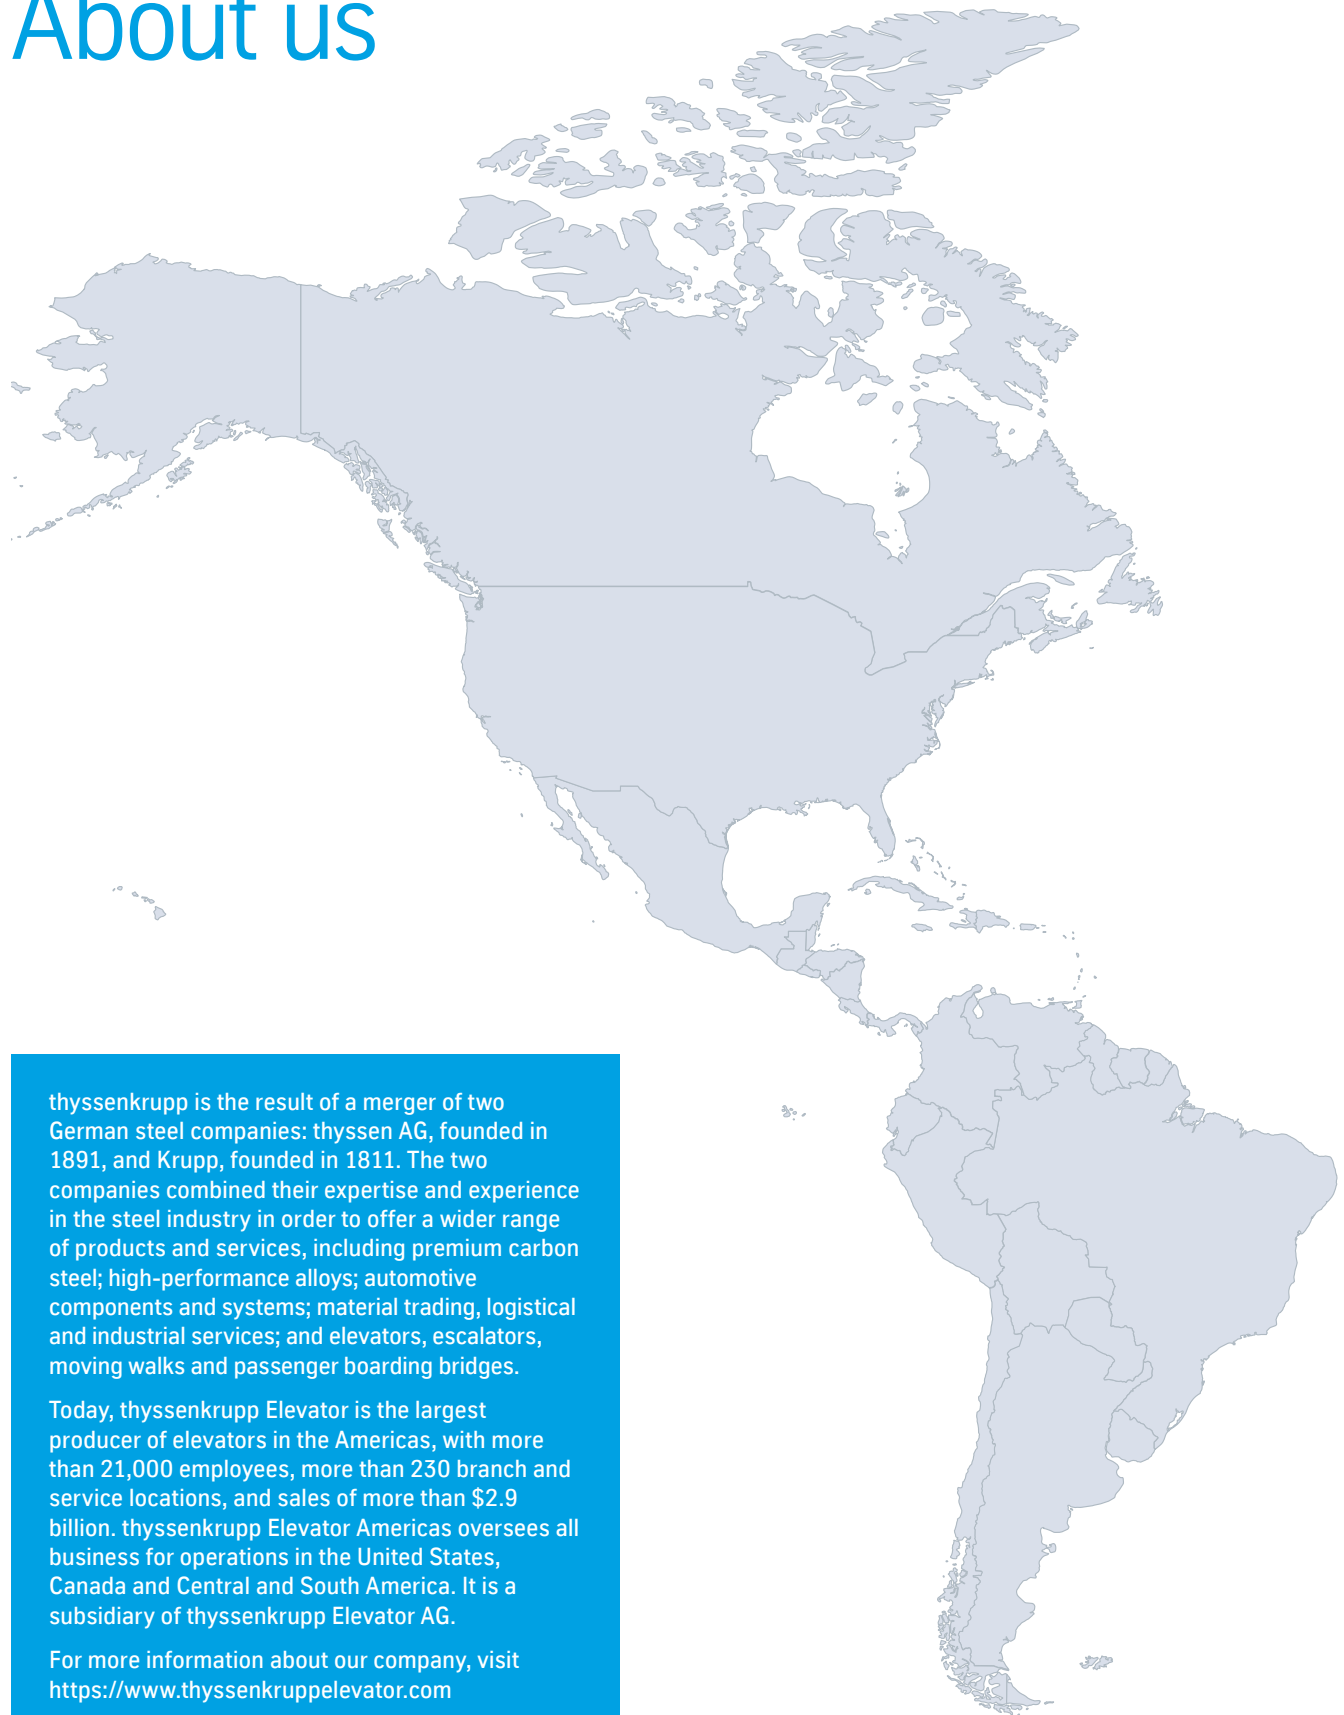 About us
thyssenkrupp is the result of a merger of two
German steel companies: thyssen AG, founded in
1891, and Krupp, founded in 1811. The two
companies combined their expertise and experience
in the steel industry in order to offer a wider range
of products and services, including premium carbon
steel; high-performance alloys; automotive
components and systems; material trading, logistical
and industrial services; and elevators, escalators,
moving walks and passenger boarding bridges.
Today, thyssenkrupp Elevator is the largest
producer of elevators in the Americas, with more
than 21,000 employees, more than 230 branch and
service locations, and sales of more than $2.9
billion. thyssenkrupp Elevator Americas oversees all
business for operations in the United States,
Canada and Central and South America. It is a
subsidiary of thyssenkrupp Elevator AG.
For more information about our company, visit
https://www.thyssenkruppelevator.com